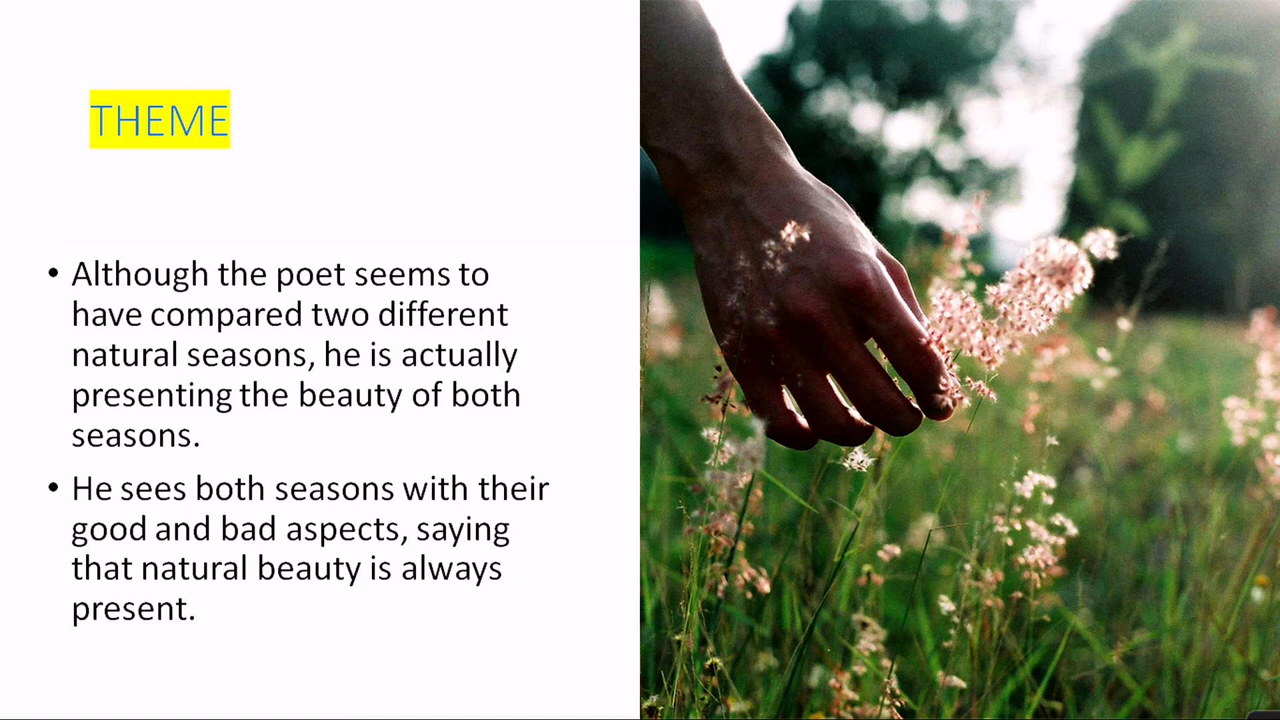 THEME
• Although the poet seems to
have compared two different
natural seasons, he is actually
presenting the beauty of both
seasons.
• He sees both seasons with their
good and bad aspects, saying
that natural beauty is always
present.